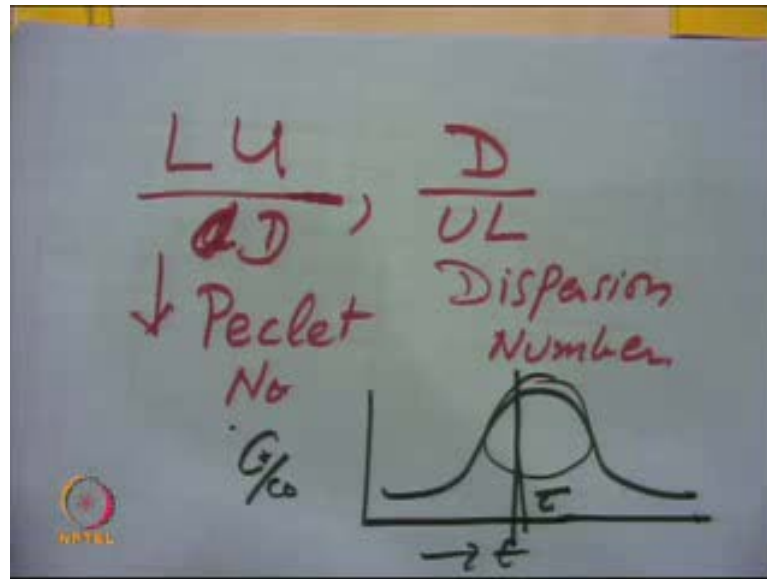 LU / D , D / UL
Peclet Dispersion
No Number
C/co
τ
→ t
NPTEL